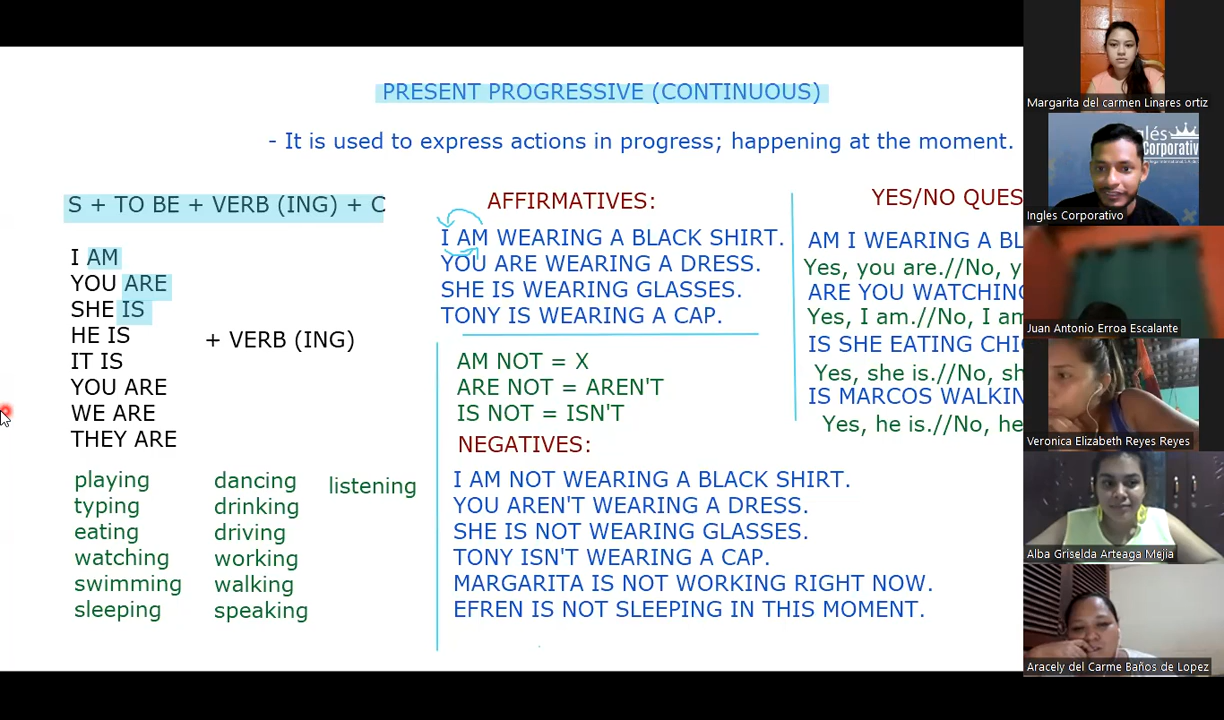 PRESENT PROGRESSIVE (CONTINUOUS)
- It is used to express actions in progress; happening at the moment.
S + TO BE + VERB (ING) + C
I AM
YOU ARE
SHE IS
HE IS
IT IS
YOU ARE
WE ARE
THEY ARE
+ VERB (ING)
playing
typing
eating
watching
swimming
sleeping
dancing
drinking
driving
working
walking
speaking
listening
AFFIRMATIVES:
I AM WEARING A BLACK SHIRT.
YOU ARE WEARING A DRESS.
SHE IS WEARING GLASSES.
TONY IS WEARING A CAP.
AM NOT = X
ARE NOT = AREN'T
IS NOT = ISN'T
NEGATIVES:
I AM NOT WEARING A BLACK SHIRT.
YOU AREN'T WEARING A DRESS.
SHE IS NOT WEARING GLASSES.
TONY ISN'T WEARING A CAP.
MARGARITA IS NOT WORKING RIGHT NOW.
EFREN IS NOT SLEEPING IN THIS MOMENT.
YES/NO QUES
AM I WEARING A BL
Yes, you are.//No, y
ARE YOU WATCHING
Yes, I am.//No, I am
IS SHE EATING CHI
Yes, she is.//No, sh
IS MARCOS WALKIN
Yes, he is.//No, he
Margarita del carmen Linares ortiz
glés
Corporativ
Ingles Corporativo
Juan Antonio Erroa Escalante
Veronica Elizabeth Reyes Reyes
Alba Griselda Arteaga Mejia
Aracely del Carme Baños de Lopez